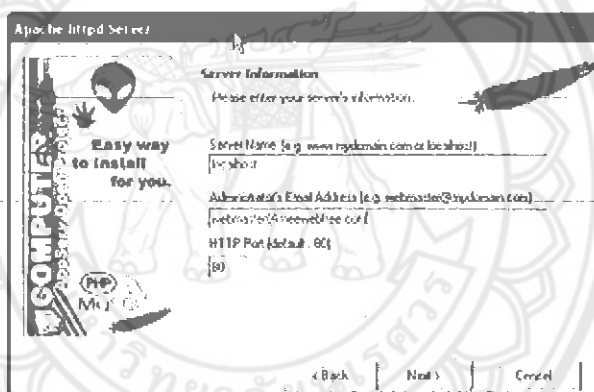 Apache httpd Server
Server Information
Please enter your server's information.
Easy way
to install
for you.
Server Name (e.g. www.mydomain.com or localhost)
localhost
Administrator's Email Address (e.g. webmaster@mydomain.com)
HTTP Port (default : 80)
80
COMPUTER
PHP
< Back
Next >
Cancel